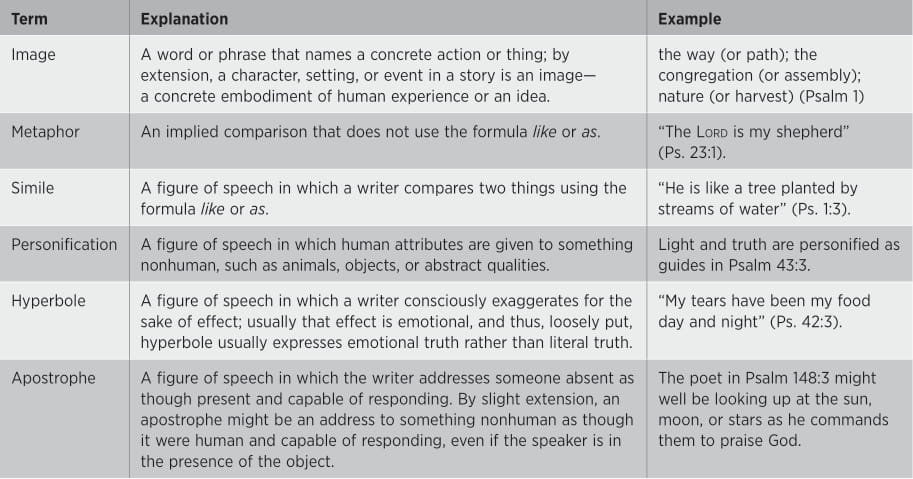 Term
Explanation
Example
Image
A word or phrase that names a concrete action or thing; by
extension, a character, setting, or event in a story is an image—
a concrete embodiment of human experience or an idea.
the way (or path); the
congregation (or assembly);
nature (or harvest) (Psalm 1)
Metaphor
An implied comparison that does not use the formula like or as.
“The LORD is my shepherd”
(Ps. 23:1).
Simile
A figure of speech in which a writer compares two things using the
formula like or as.
“He is like a tree planted by
streams of water” (Ps. 1:3).
Personification
A figure of speech in which human attributes are given to something
nonhuman, such as animals, objects, or abstract qualities.
Light and truth are personified as
guides in Psalm 43:3.
Hyperbole
A figure of speech in which a writer consciously exaggerates for the
sake of effect; usually that effect is emotional, and thus, loosely put,
hyperbole usually expresses emotional truth rather than literal truth.
“My tears have been my food
day and night” (Ps. 42:3).
Apostrophe
A figure of speech in which the writer addresses someone absent as
though present and capable of responding. By slight extension, an
apostrophe might be an address to something nonhuman as though
it were human and capable of responding, even if the speaker is in
the presence of the object.
The poet in Psalm 148:3 might
well be looking up at the sun,
moon, or stars as he commands
them to praise God.